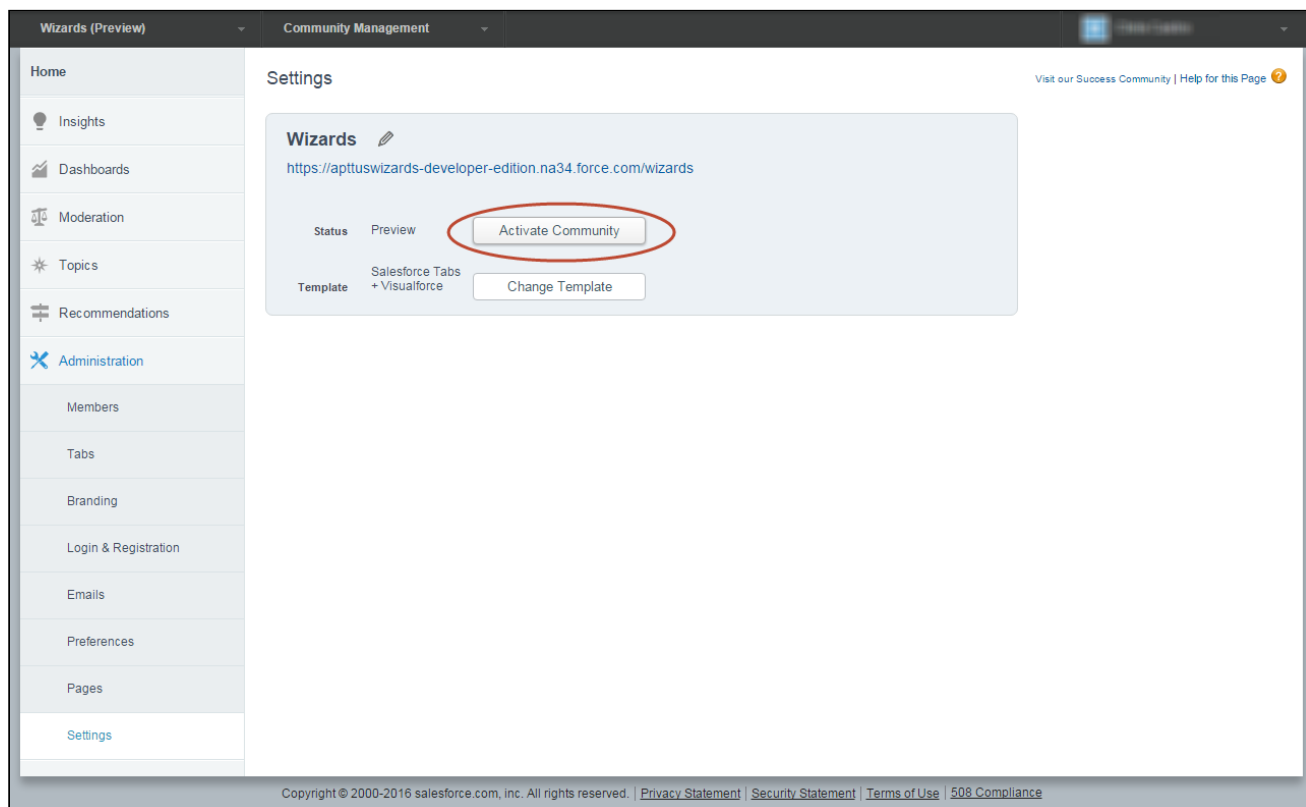 Wizards (Preview)
Community Management
Home
Insights
Dashboards
Moderation
Topics
Recommendations
Administration
Members
Tabs
Branding
Login & Registration
Emails
Preferences
Pages
Settings
Settings
Visit our Success Community | Help for this Page ?
Wizards
https://apttuswizards-developer-edition.na34.force.com/wizards
Status Preview Activate Community
Salesforce Tabs
Template + Visualforce Change Template
Copyright © 2000-2016 salesforce.com, inc. All rights reserved. | Privacy Statement | Security Statement | Terms of Use | 508 Compliance